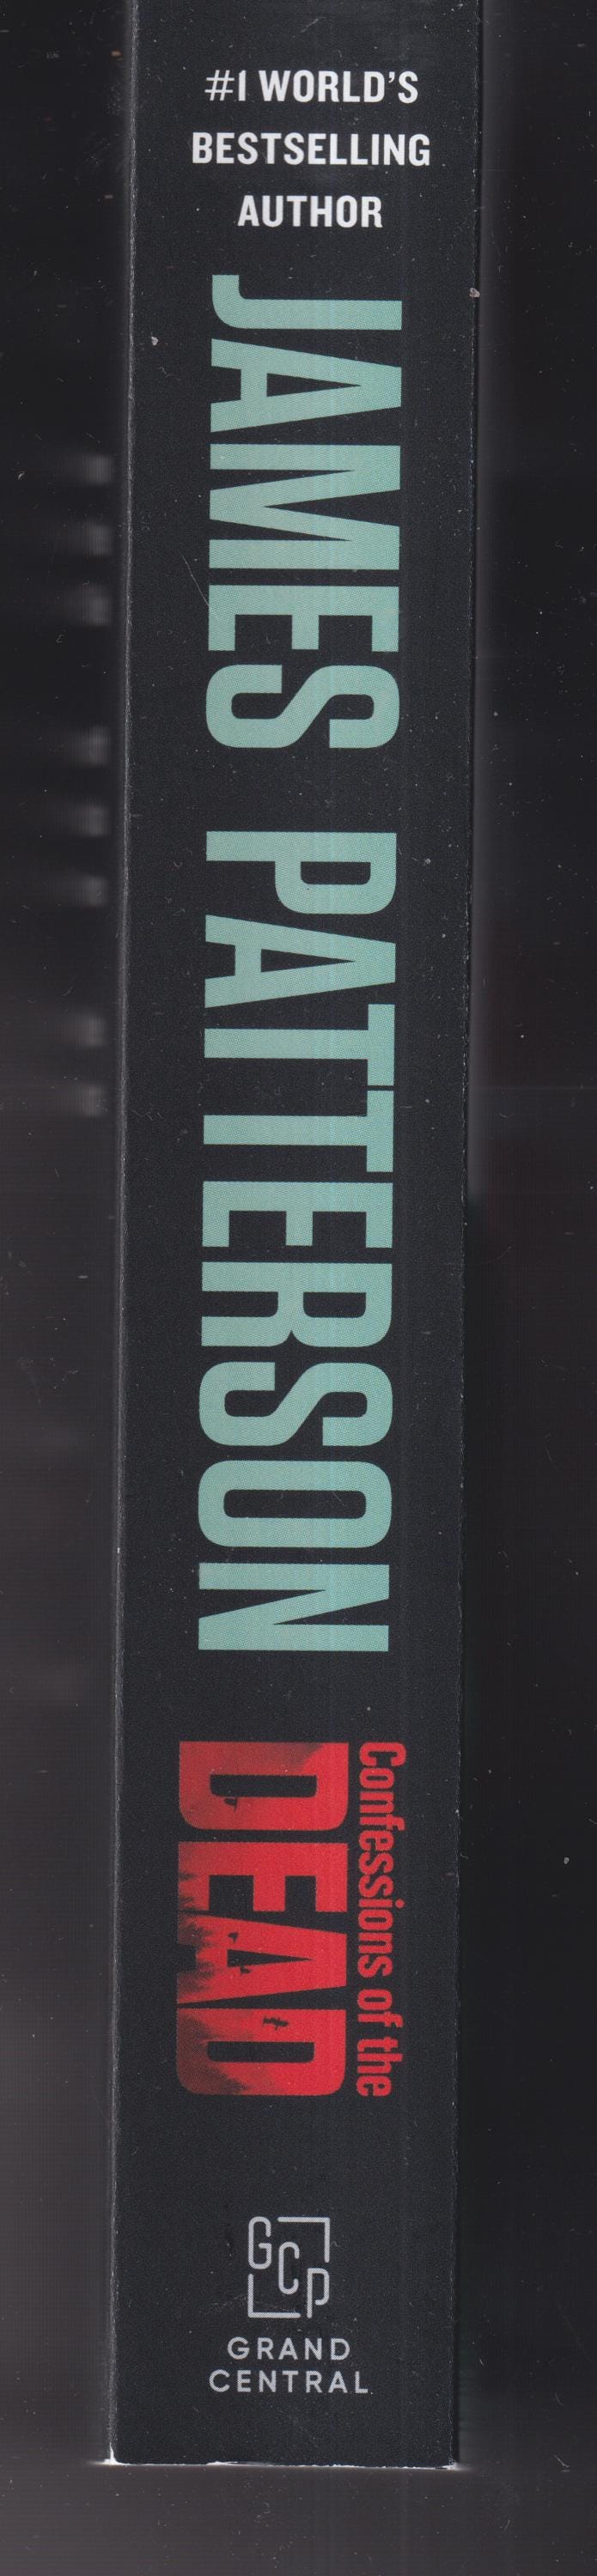 #1 WORLD'S
BESTSELLING
AUTHOR
JAMES PATTERSON
Confessions of the
DEAD
GCP
GRAND
CENTRAL